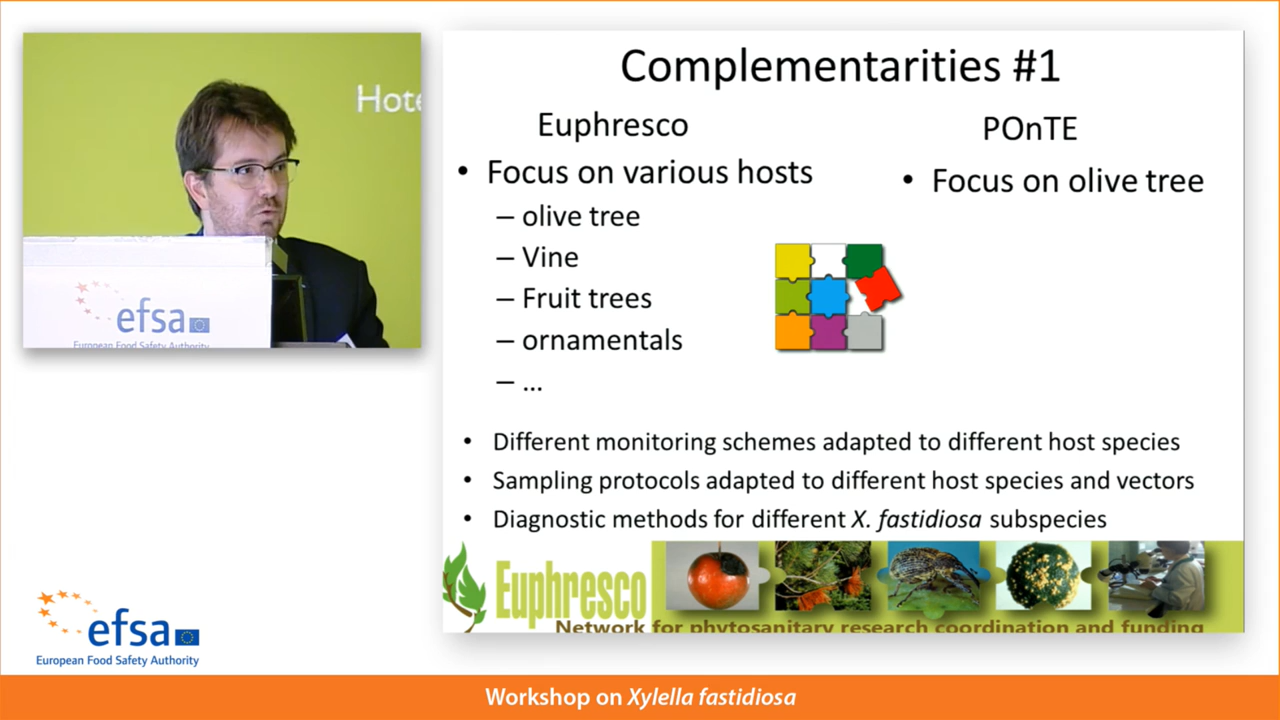 Hote
efsa
European Food Safety Authority
Complementarities #1
Euphresco
• Focus on various hosts
– olive tree
– Vine
– Fruit trees
– ornamentals
– ...
POnTE
• Focus on olive tree
• Different monitoring schemes adapted to different host species
• Sampling protocols adapted to different host species and vectors
• Diagnostic methods for different X. fastidiosa subspecies
Euphresco
Network for phytosanitary research coordination and funding
efsa
European Food Safety Authority
Workshop on Xylella fastidiosa